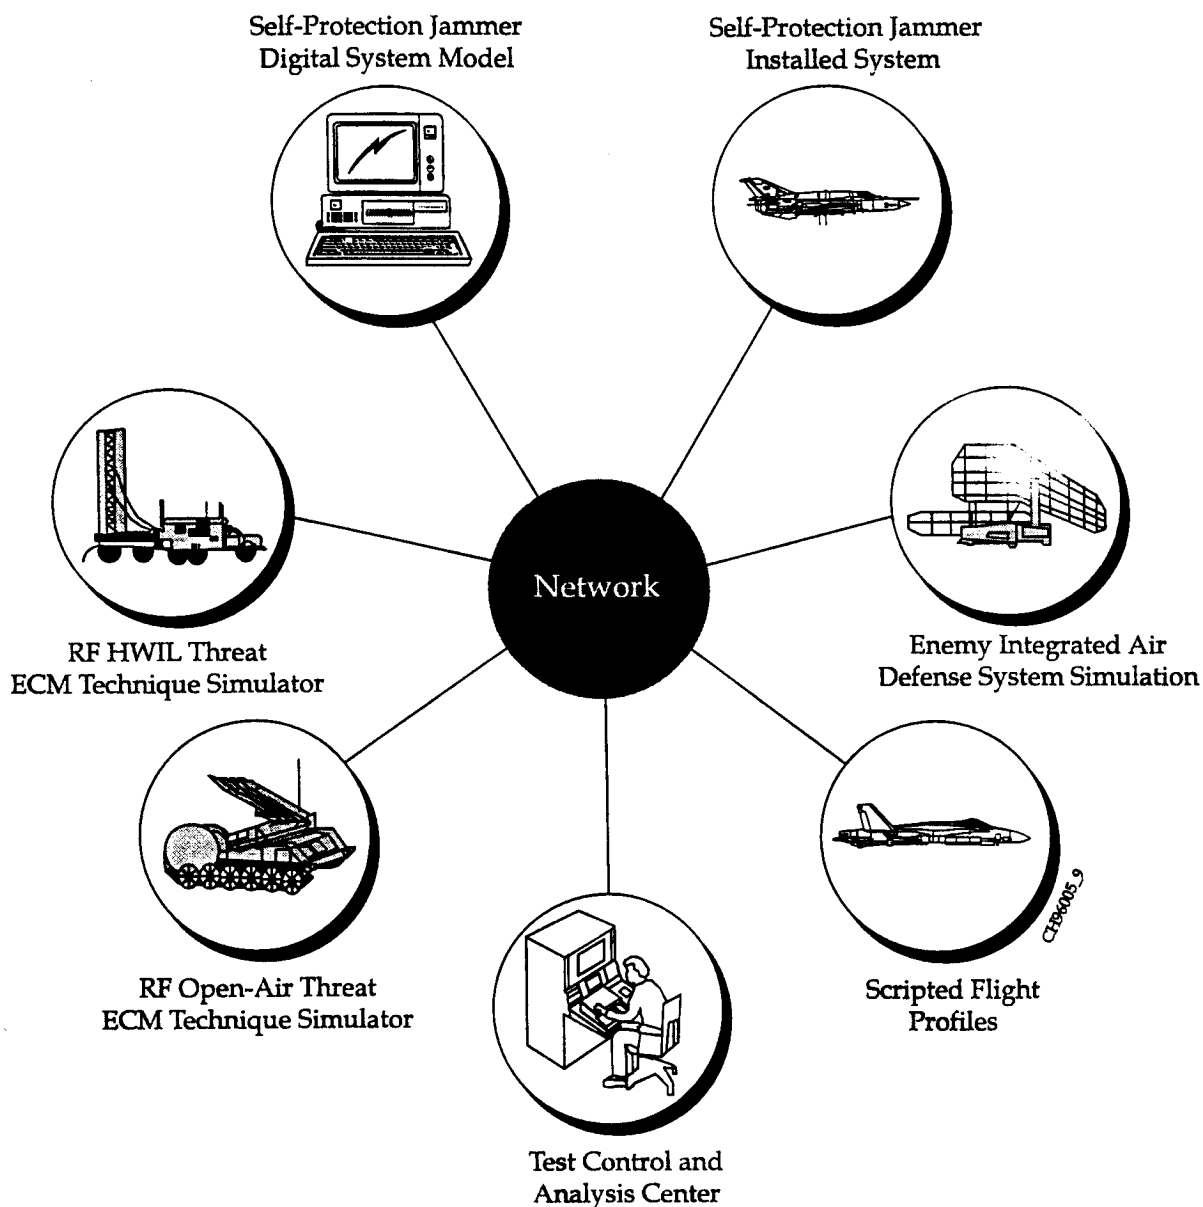 Self-Protection Jammer
Digital System Model
Self-Protection Jammer
Installed System
Network
RF HWIL Threat
ECM Technique Simulator
Enemy Integrated Air
Defense System Simulation
RF Open-Air Threat
ECM Technique Simulator
Scripted Flight
Profiles
CH96005_9
Test Control and
Analysis Center